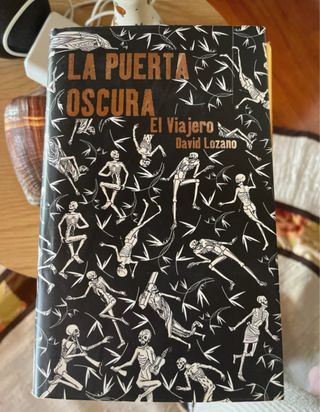 LA PUERTA
OSCURA
El Viajero
David Lozano